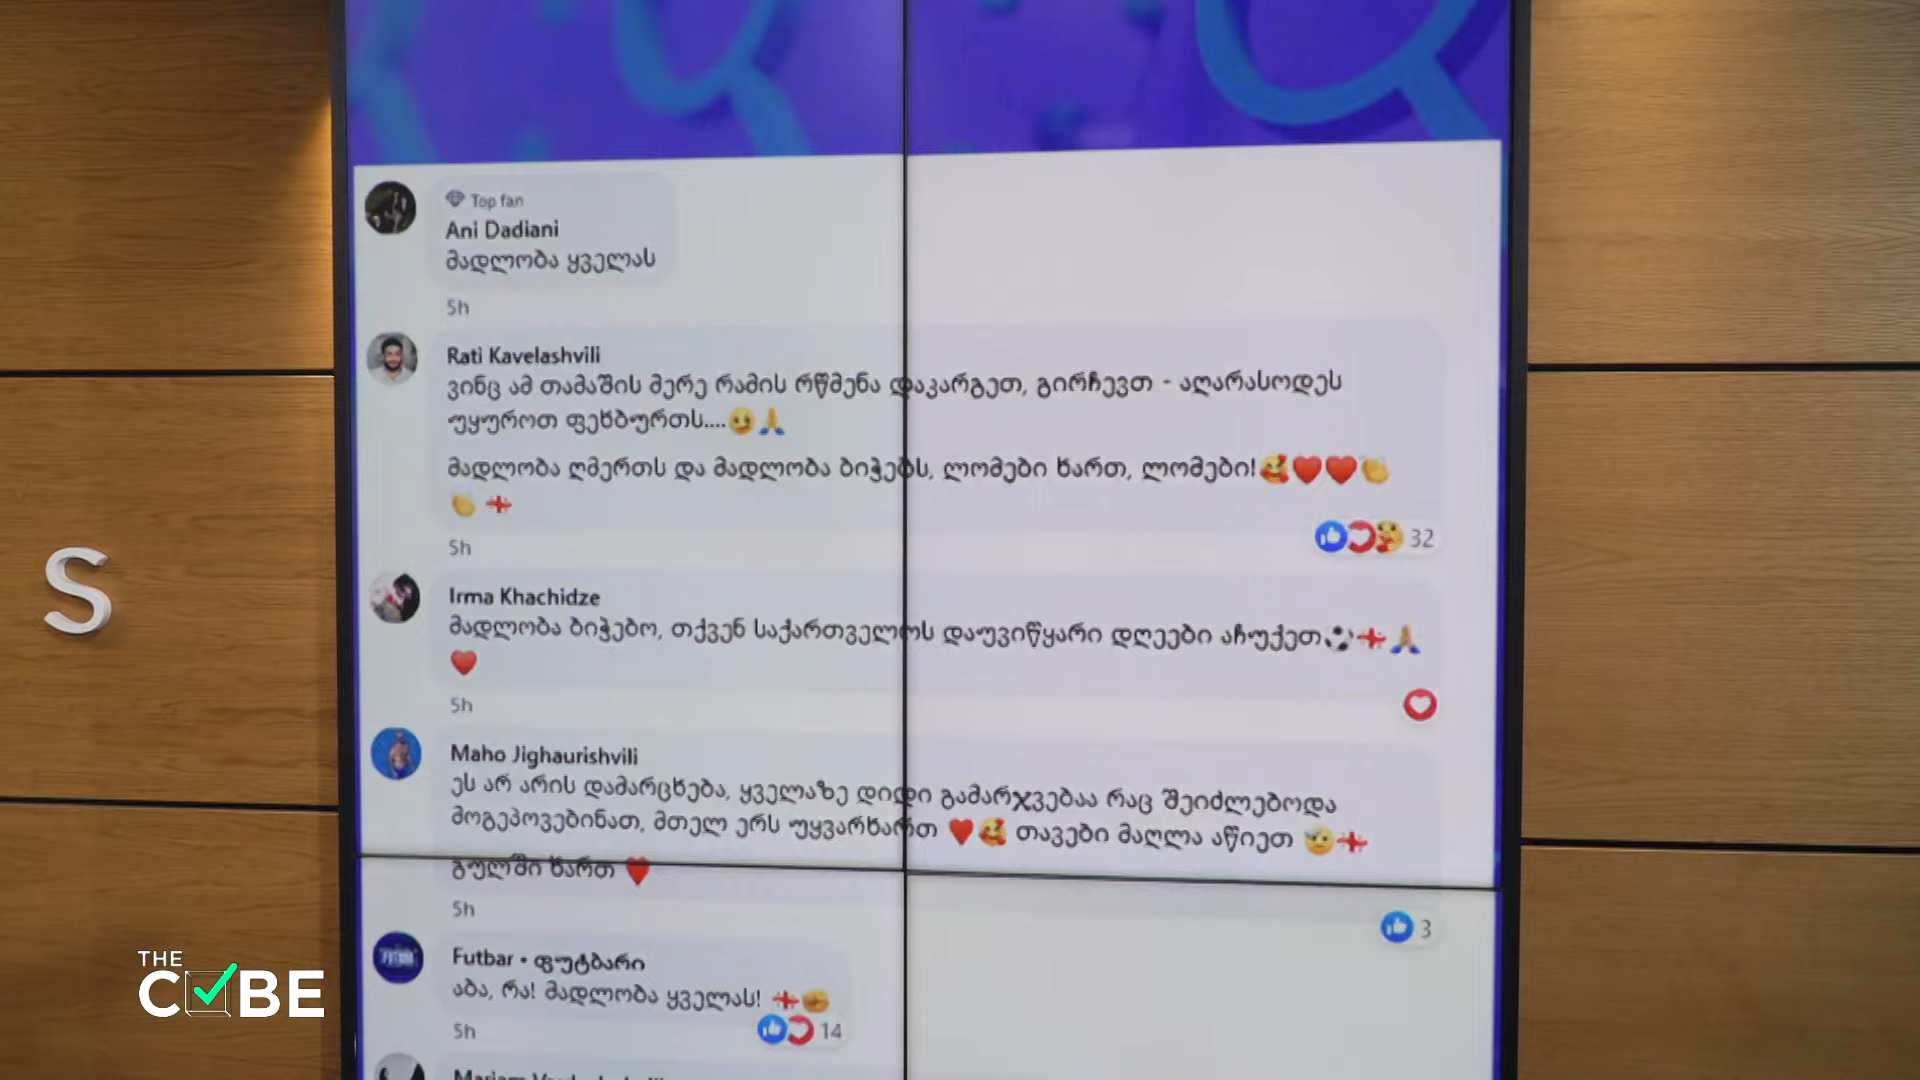 Top fan
Ani Dadiani
მადლობა ყველას
5h
Rati Kavelashvili
ვინც ამ თამაშის მერე რამის რწმენა დაკარგეთ, გირჩევთ - აღარასოდეს
უყუროთ ფეხბურთს....😉🙏
მადლობა ღმერთს და მადლობა ბიჭებს, ლომები ხართ, ლომები!🥰❤️❤️👏
👏 🇬🇪
32
5h
Irma Khachidze
მადლობა ბიჭებო, თქვენ საქართველოს დაუვიწყარი დღეები აჩუქეთ⚽🇬🇪🙏
❤️
5h
Maho Jighaurishvili
ეს არ არის დამარცხება, ყველაზე დიდი გამარჯვებაა რაც შეიძლებოდა
მოგეპოვებინათ, მთელ ერს უყვარხართ ❤️🥰 თავები მაღლა აწიეთ 🇬🇪
გულში ხართ ❤️
5h
3
Futbar • ფუტბარი
აბა, რა! მადლობა ყველას! 🇬🇪
5h
14
S
THE
CUBE